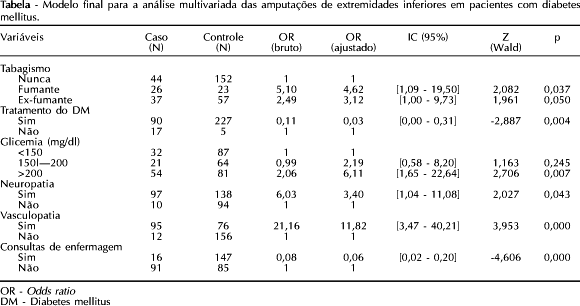 Tabela - Modelo final para a análise multivariada das amputações de extremidades inferiores em pacientes com diabetes
mellitus.
Variáveis Caso Controle OR OR IC (95%) Z p
(N) (N) (bruto) (ajustado) (Wald)
Tabagismo
Nunca 44 152 1 1
Fumante 26 23 5,10 4,62 [1,09 - 19,50] 2,082 0,037
Ex-fumante 37 57 2,49 3,12 [1,00 - 9,73] 1,961 0,050
Tratamento do DM
Sim 90 227 0,11 0,03 [0,00 - 0,31] -2,887 0,004
Não 17 5 1 1
Glicemia (mg/dl)
<150 32 87 1 1
150l—200 21 64 0,99 2,19 [0,58 - 8,20] 1,163 0,245
>200 54 81 2,06 6,11 [1,65 - 22,64] 2,706 0,007
Neuropatia
Sim 97 138 6,03 3,40 [1,04 - 11,08] 2,027 0,043
Não 10 94 1 1
Vasculopatia
Sim 95 76 21,16 11,82 [3,47 - 40,21] 3,953 0,000
Não 12 156 1 1
Consultas de enfermagem
Sim 16 147 0,08 0,06 [0,02 - 0,20] -4,606 0,000
Não 91 85 1 1
OR - Odds ratio
DM - Diabetes mellitus